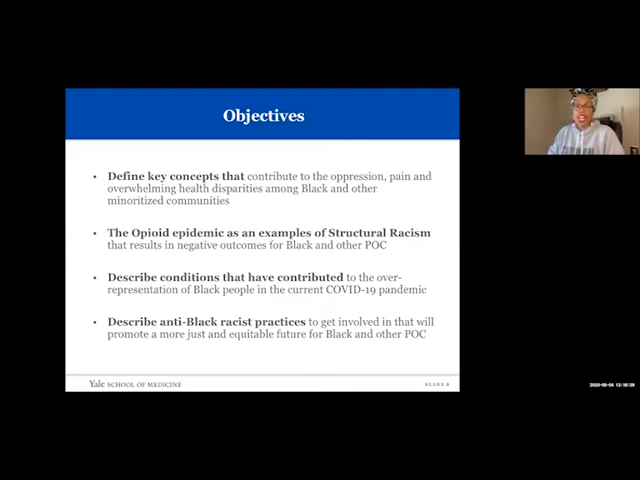 Objectives
• Define key concepts that contribute to the oppression, pain and
overwhelming health disparities among Black and other
minoritized communities
• The Opioid epidemic as an examples of Structural Racism
that results in negative outcomes for Black and other POC
• Describe conditions that have contributed to the over-
representation of Black people in the current COVID-19 pandemic
• Describe anti-Black racist practices to get involved in that will
promote a more just and equitable future for Black and other POC
Yale SCHOOL OF MEDICINE